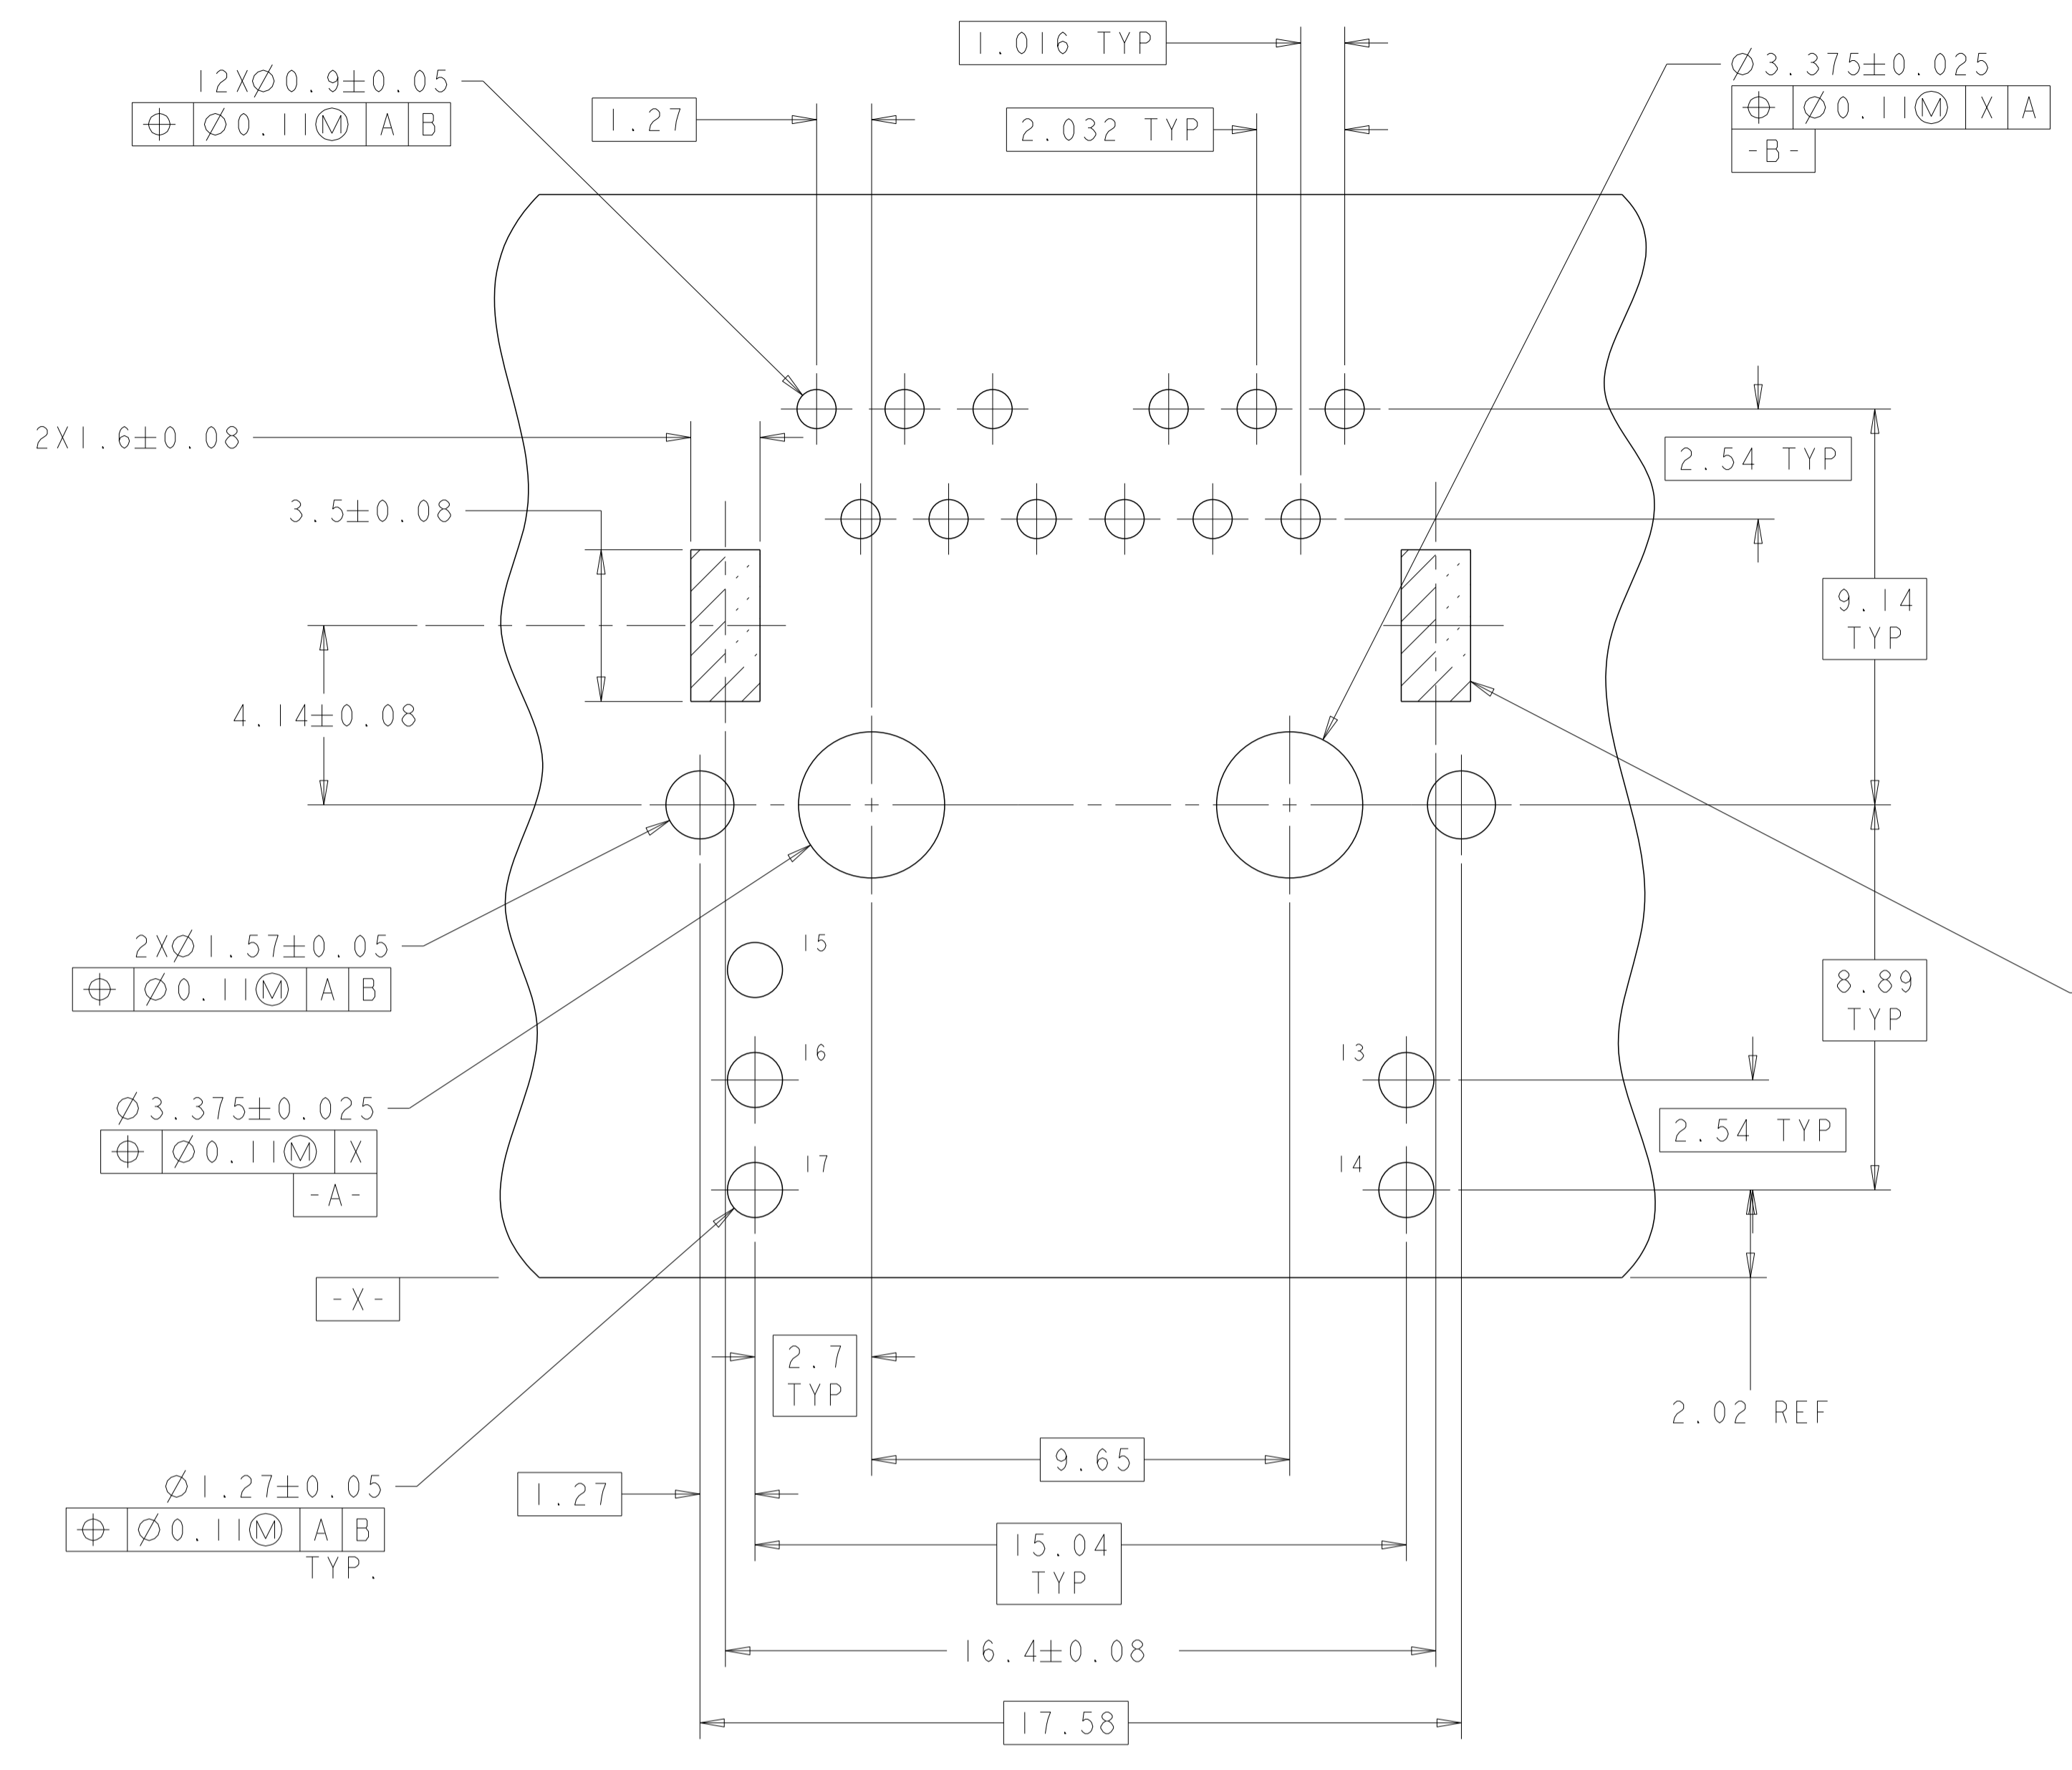 1.016 TYP
12XØ0.9±0.05
⌖ Ø0.11Ⓜ A B
1.27
2.032 TYP
Ø3.375±0.025
⌖ Ø0.11Ⓜ X A
-B-
2X1.6±0.08
2.54 TYP
3.5±0.08
9.14
TYP
4.14±0.08
2XØ1.57±0.05
⌖ Ø0.11Ⓜ A B
15
8.89
TYP
16
13
Ø3.375±0.025
⌖ Ø0.11Ⓜ X
-A-
2.54 TYP
17
14
-X-
2.7
TYP
2.02 REF
9.65
Ø1.27±0.05
⌖ Ø0.11Ⓜ A B
TYP.
1.27
15.04
TYP
16.4±0.08
17.58